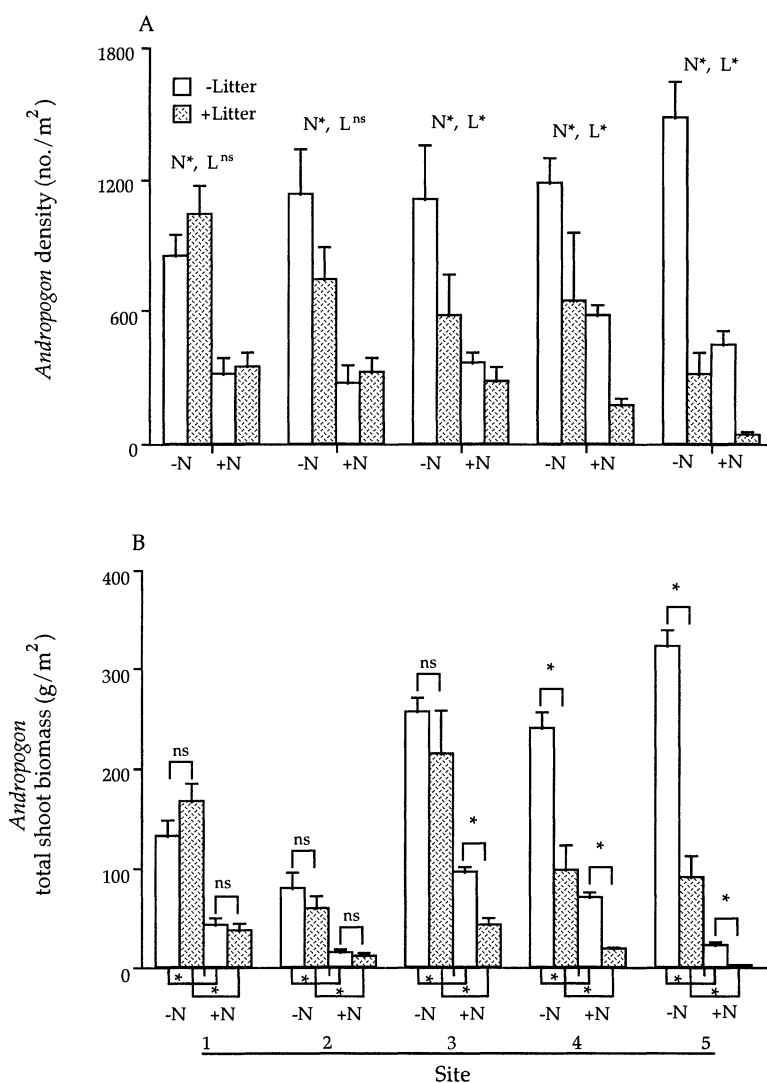 A
Andropogon density (no./m²)
1800
1200
600
0
-Litter
+Litter
N*, Lⁿˢ
N*, Lⁿˢ
N*, L*
N*, L*
N*, L*
-N +N -N +N -N +N -N +N -N +N
B
Andropogon
total shoot biomass (g/m²)
400
300
200
100
0
ns
ns
ns
ns
ns
*
*
*
*
*
* * * * * * * * * *
-N +N -N +N -N +N -N +N -N +N
1 2 3 4 5
Site